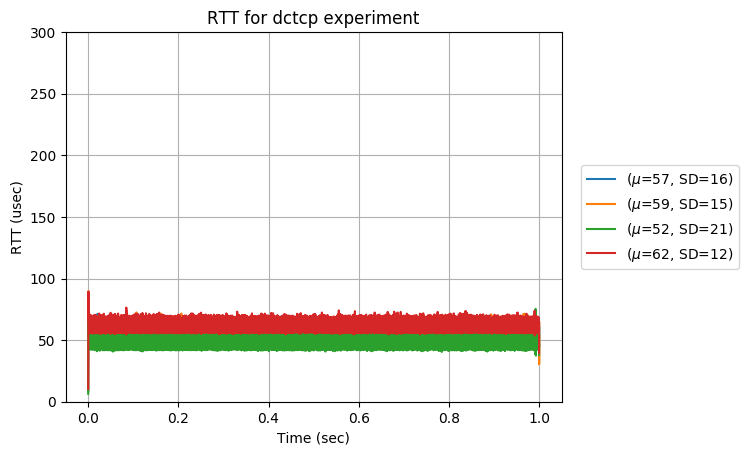 RTT for dctcp experiment
300
250
200
150
100
50
0
RTT (usec)
0.0 0.2 0.4 0.6 0.8 1.0
Time (sec)
(μ=57, SD=16)
(μ=59, SD=15)
(μ=52, SD=21)
(μ=62, SD=12)